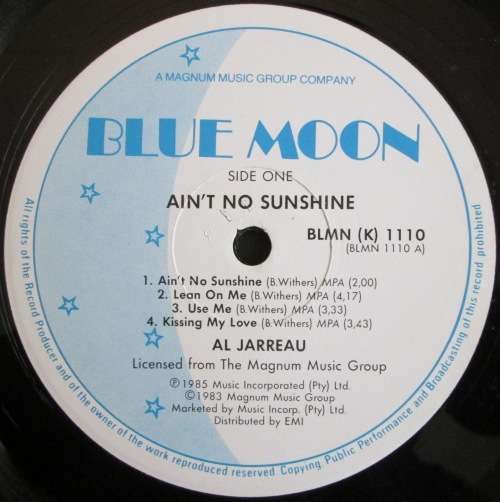 A MAGNUM MUSIC GROUP COMPANY
BLUE MOON
SIDE ONE
AIN'T NO SUNSHINE
BLMN (K) 1110
(BLMN 1110 A)
1. Ain't No Sunshine (B.Withers) MPA (2,00)
2. Lean On Me (B.Withers) MPA (4,17)
3. Use Me (B.Withers) MPA (3,33)
4. Kissing My Love (B.Withers) MPA (3,43)
AL JARREAU
Licensed from The Magnum Music Group
Ⓟ1985 Music Incorporated (Pty) Ltd.
©1983 Magnum Music Group
Marketed by Music Incorp. (Pty) Ltd.
Distributed by EMI
All rights of the Record Producer and of the owner of the work reproduced reserved Copying Public Performance and Broadcasting of this record prohibited